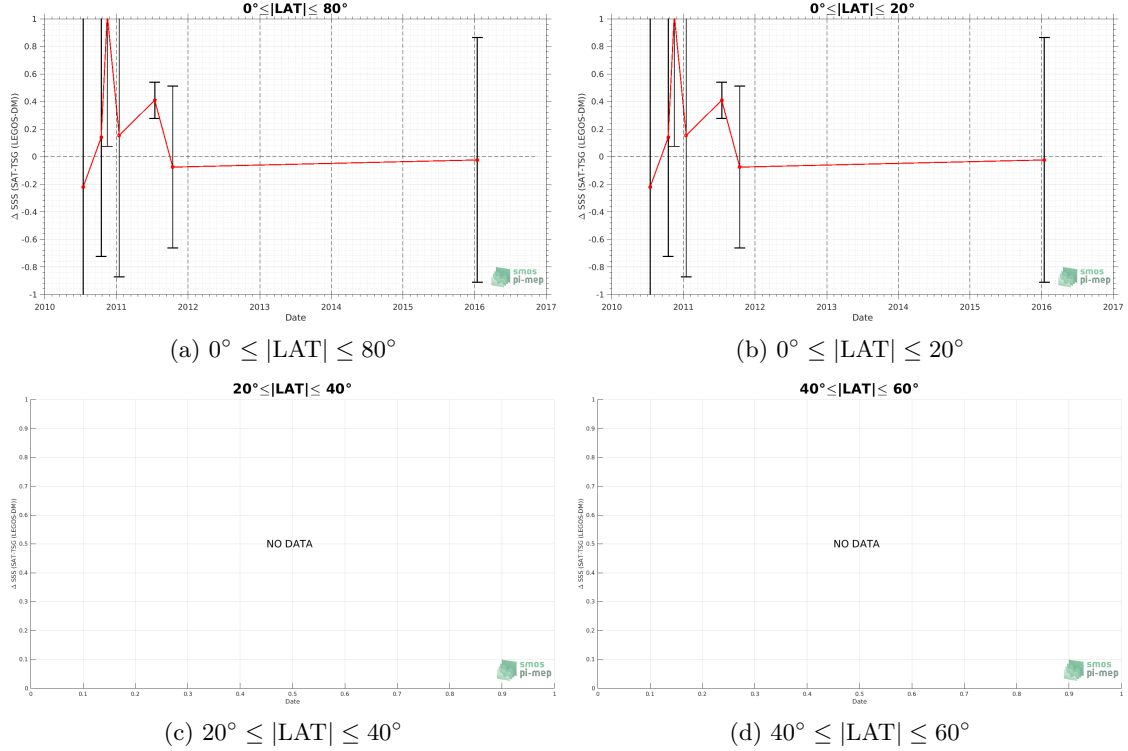 0°≤|LAT|≤ 80°
1
0.8
0.6
0.4
0.2
0
-0.2
-0.4
-0.6
-0.8
-1
Δ SSS (SAT-TSG (LEGOS-DM))
2010 2011 2012 2013 2014 2015 2016 2017
Date
smos
pi-mep
(a) 0° ≤ |LAT| ≤ 80°
0°≤|LAT|≤ 20°
1
0.8
0.6
0.4
0.2
0
-0.2
-0.4
-0.6
-0.8
-1
Δ SSS (SAT-TSG (LEGOS-DM))
2010 2011 2012 2013 2014 2015 2016 2017
Date
smos
pi-mep
(b) 0° ≤ |LAT| ≤ 20°
20°≤|LAT|≤ 40°
1
0.9
0.8
0.7
0.6
0.5
0.4
0.3
0.2
0.1
0
Δ SSS (SAT-TSG (LEGOS-DM))
NO DATA
0 0.1 0.2 0.3 0.4 0.5 0.6 0.7 0.8 0.9 1
Date
smos
pi-mep
(c) 20° ≤ |LAT| ≤ 40°
40°≤|LAT|≤ 60°
1
0.9
0.8
0.7
0.6
0.5
0.4
0.3
0.2
0.1
0
Δ SSS (SAT-TSG (LEGOS-DM))
NO DATA
0 0.1 0.2 0.3 0.4 0.5 0.6 0.7 0.8 0.9 1
Date
smos
pi-mep
(d) 40° ≤ |LAT| ≤ 60°